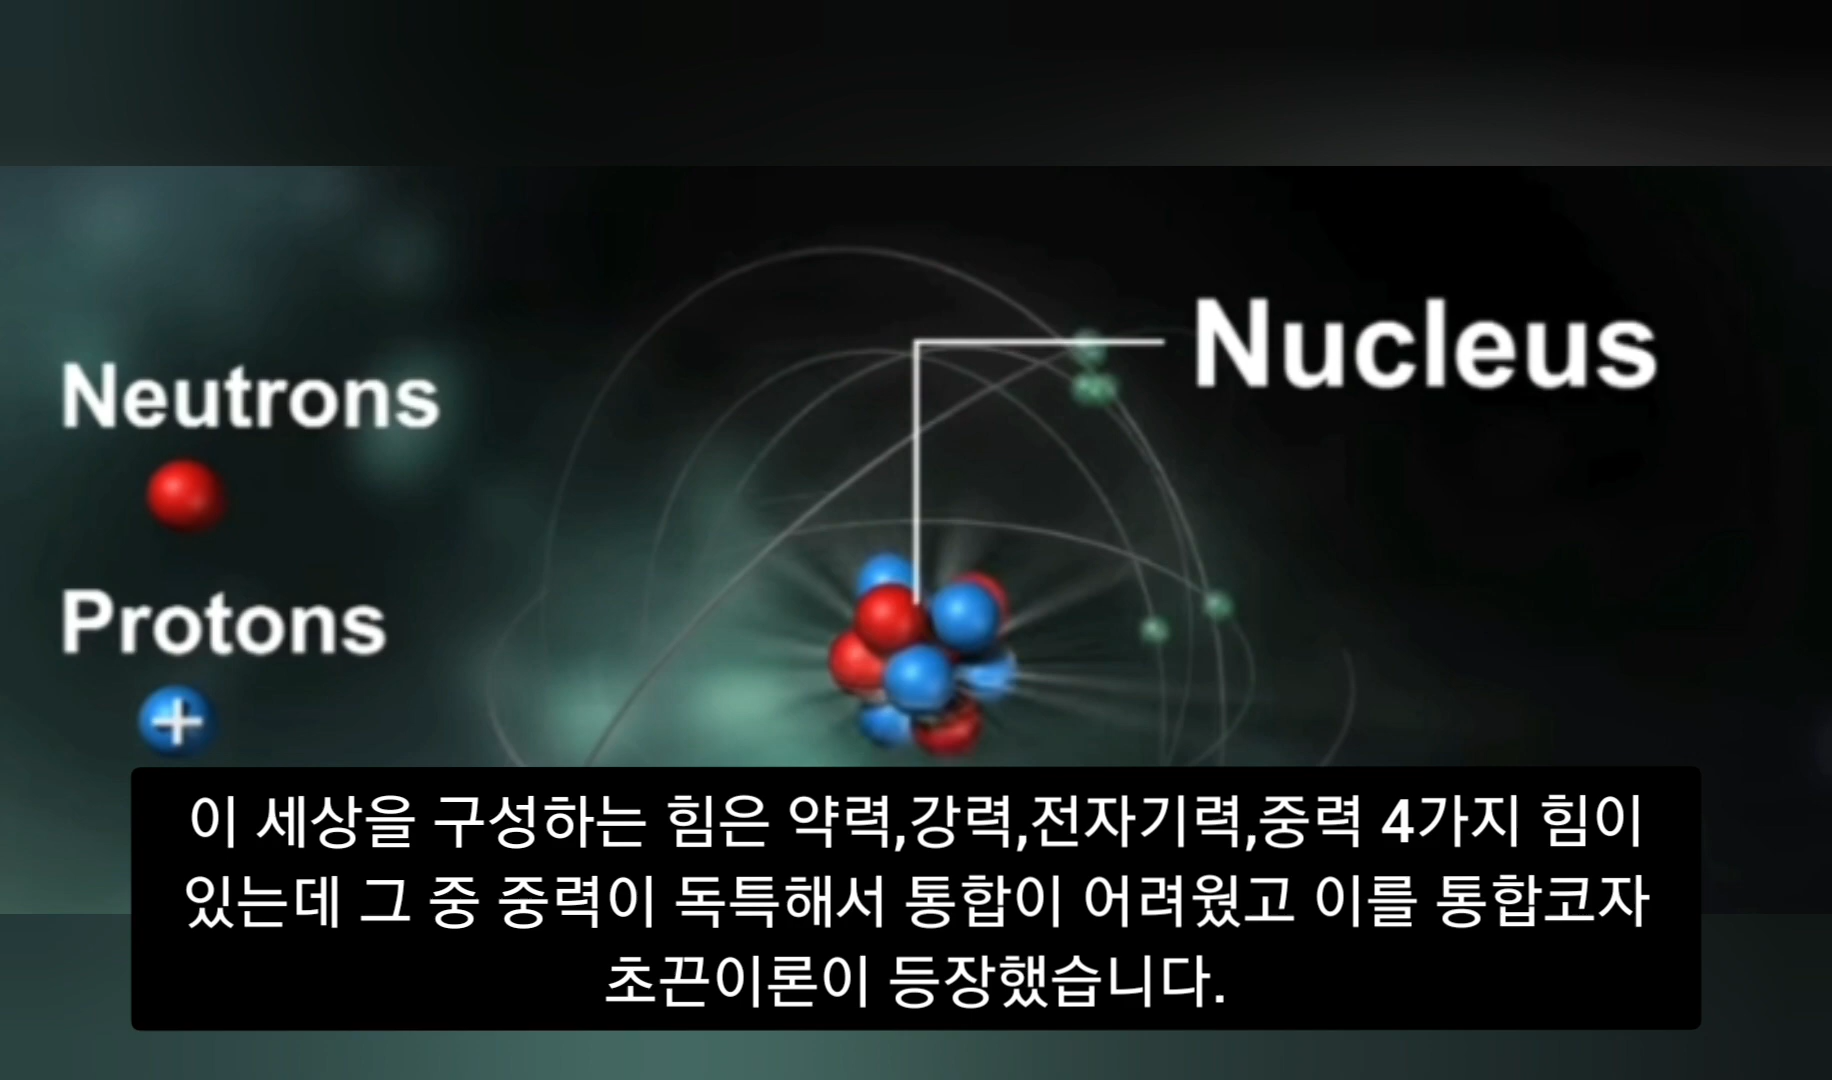 Nucleus
Neutrons
Protons
+
이 세상을 구성하는 힘은 약력,강력,전자기력,중력 4가지 힘이
있는데 그 중 중력이 독특해서 통합이 어려웠고 이를 통합코자
초끈이론이 등장했습니다.